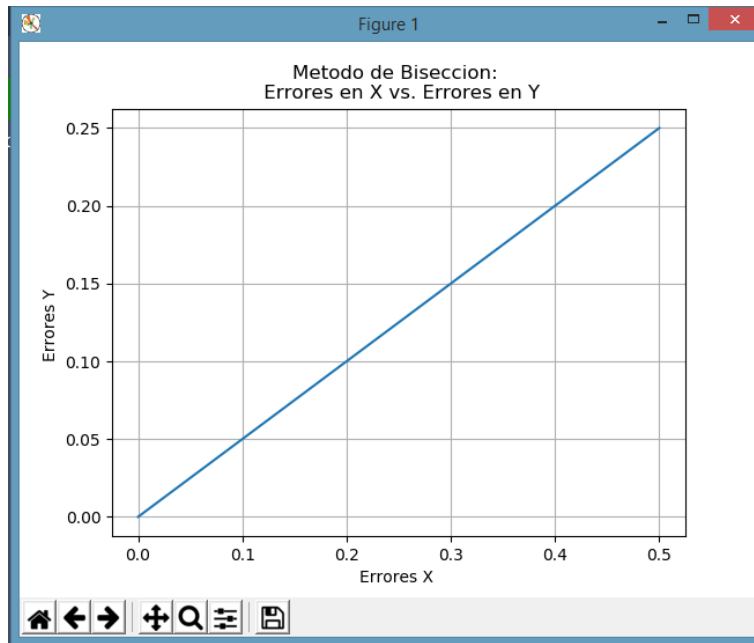 Figure 1
Metodo de Biseccion:
Errores en X vs. Errores en Y
0.25
0.20
0.15
0.10
0.05
0.00
Errores Y
0.0 0.1 0.2 0.3 0.4 0.5
Errores X